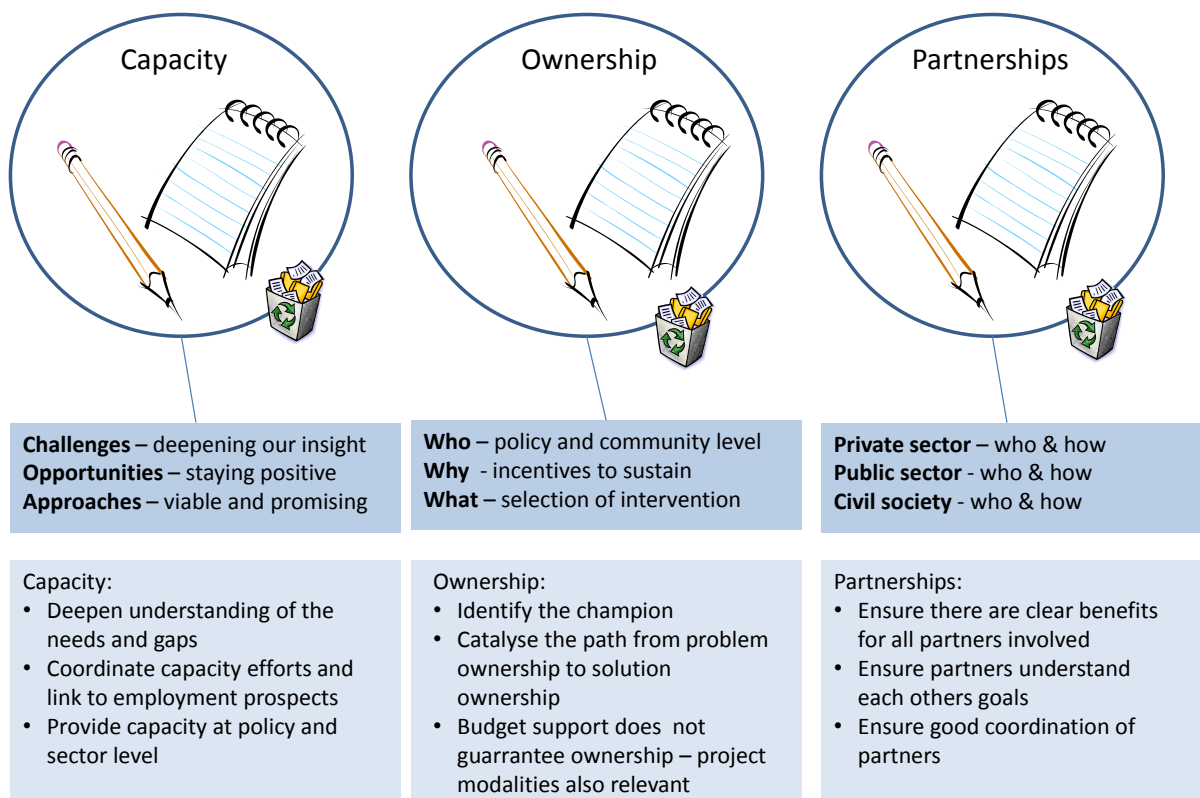 Capacity
Ownership
Partnerships
Challenges – deepening our insight
Opportunities – staying positive
Approaches – viable and promising
Who – policy and community level
Why - incentives to sustain
What – selection of intervention
Private sector – who & how
Public sector - who & how
Civil society - who & how
Capacity:
• Deepen understanding of the
needs and gaps
• Coordinate capacity efforts and
link to employment prospects
• Provide capacity at policy and
sector level
Ownership:
• Identify the champion
• Catalyse the path from problem
ownership to solution
ownership
• Budget support does not
guarrantee ownership – project
modalities also relevant
Partnerships:
• Ensure there are clear benefits
for all partners involved
• Ensure partners understand
each others goals
• Ensure good coordination of
partners